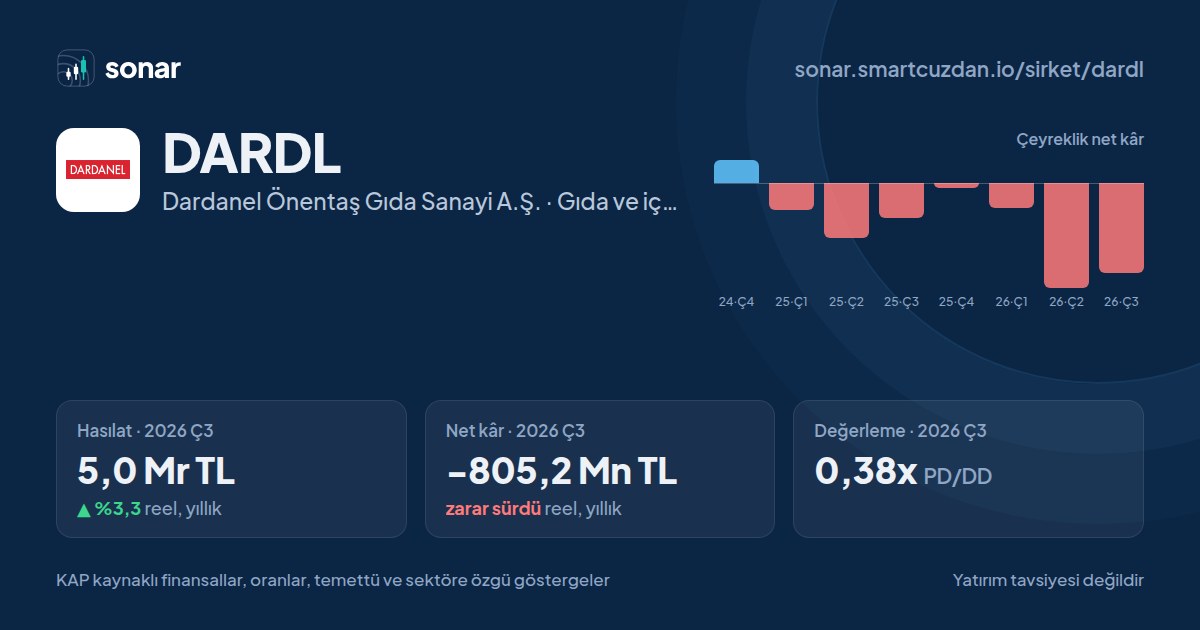 sonar
sonar.smartcuzdan.io/sirket/dardl
DARDANEL
DARDL
Dardanel Önentaş Gıda Sanayi A.Ş. · Gıda ve iç...
Çeyreklik net kâr
24·Ç4 25·Ç1 25·Ç2 25·Ç3 25·Ç4 26·Ç1 26·Ç2 26·Ç3
Hasılat · 2026 Ç3
5,0 Mr TL
▲ %3,3 reel, yıllık
Net kâr · 2026 Ç3
−805,2 Mn TL
zarar sürdü reel, yıllık
Değerleme · 2026 Ç3
0,38x PD/DD
KAP kaynaklı finansallar, oranlar, temettü ve sektöre özgü göstergeler
Yatırım tavsiyesi değildir